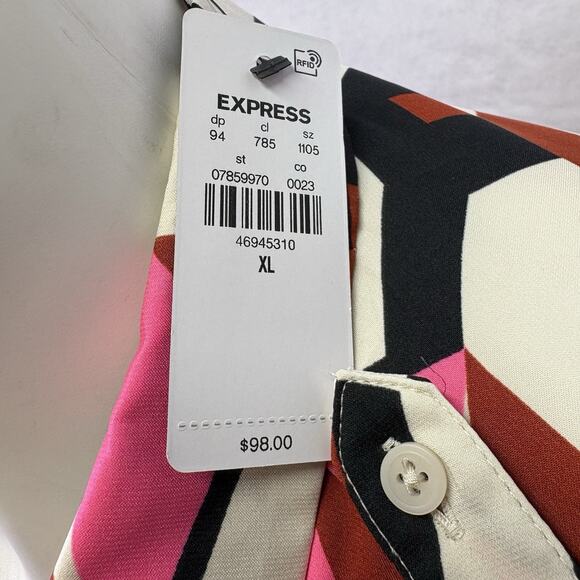 RFID
EXPRESS
dp cl sz
94 785 1105
st co
07859970 0023
46945310
XL
$98.00